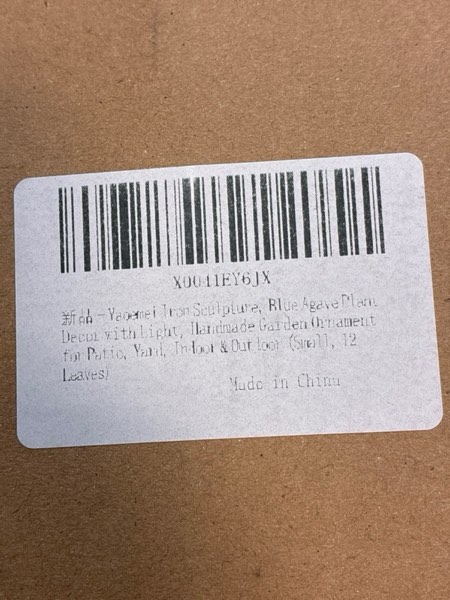 X0041EY6JX
新品 - Yaoemei Iron Sculpture, Blue Agave Plant
Decor with Light, Handmade Garden Ornament
for Patio, Yard, Indoor & Outdoor (Small, 12
Leaves)
Made in China